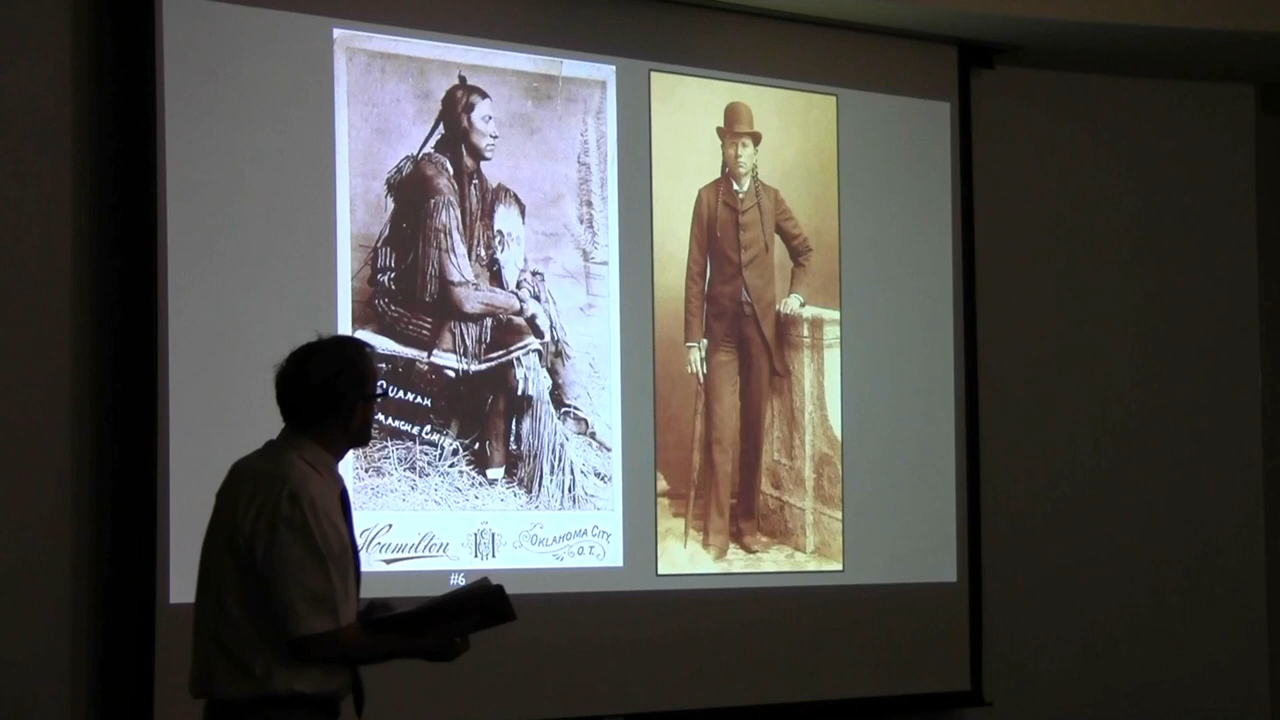 QUANAH
MANCHE CHIEF
Hamilton
H
OKLAHOMA CITY,
O.T.
#6